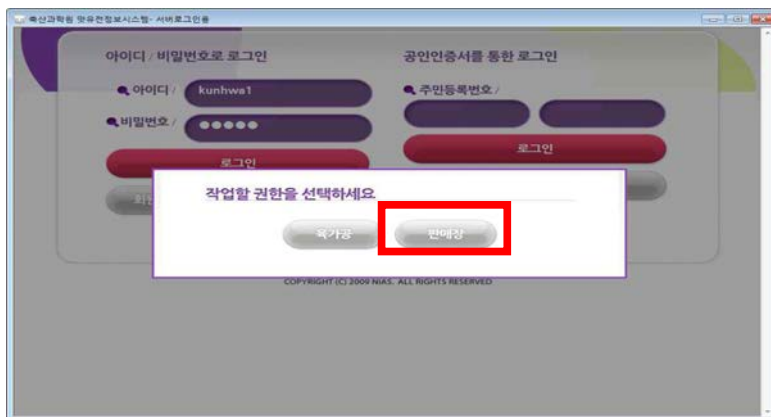 축산과학원 맛유전정보시스템- 서버로그인용
아이디 / 비밀번호로 로그인
아이디 /
kunhwa1
비밀번호 /
로그인
공인인증서를 통한 로그인
주민등록번호 /
로그인
작업할 권한을 선택하세요
육가공
판매장
COPYRIGHT (C) 2009 NIAS. ALL RIGHTS RESERVED